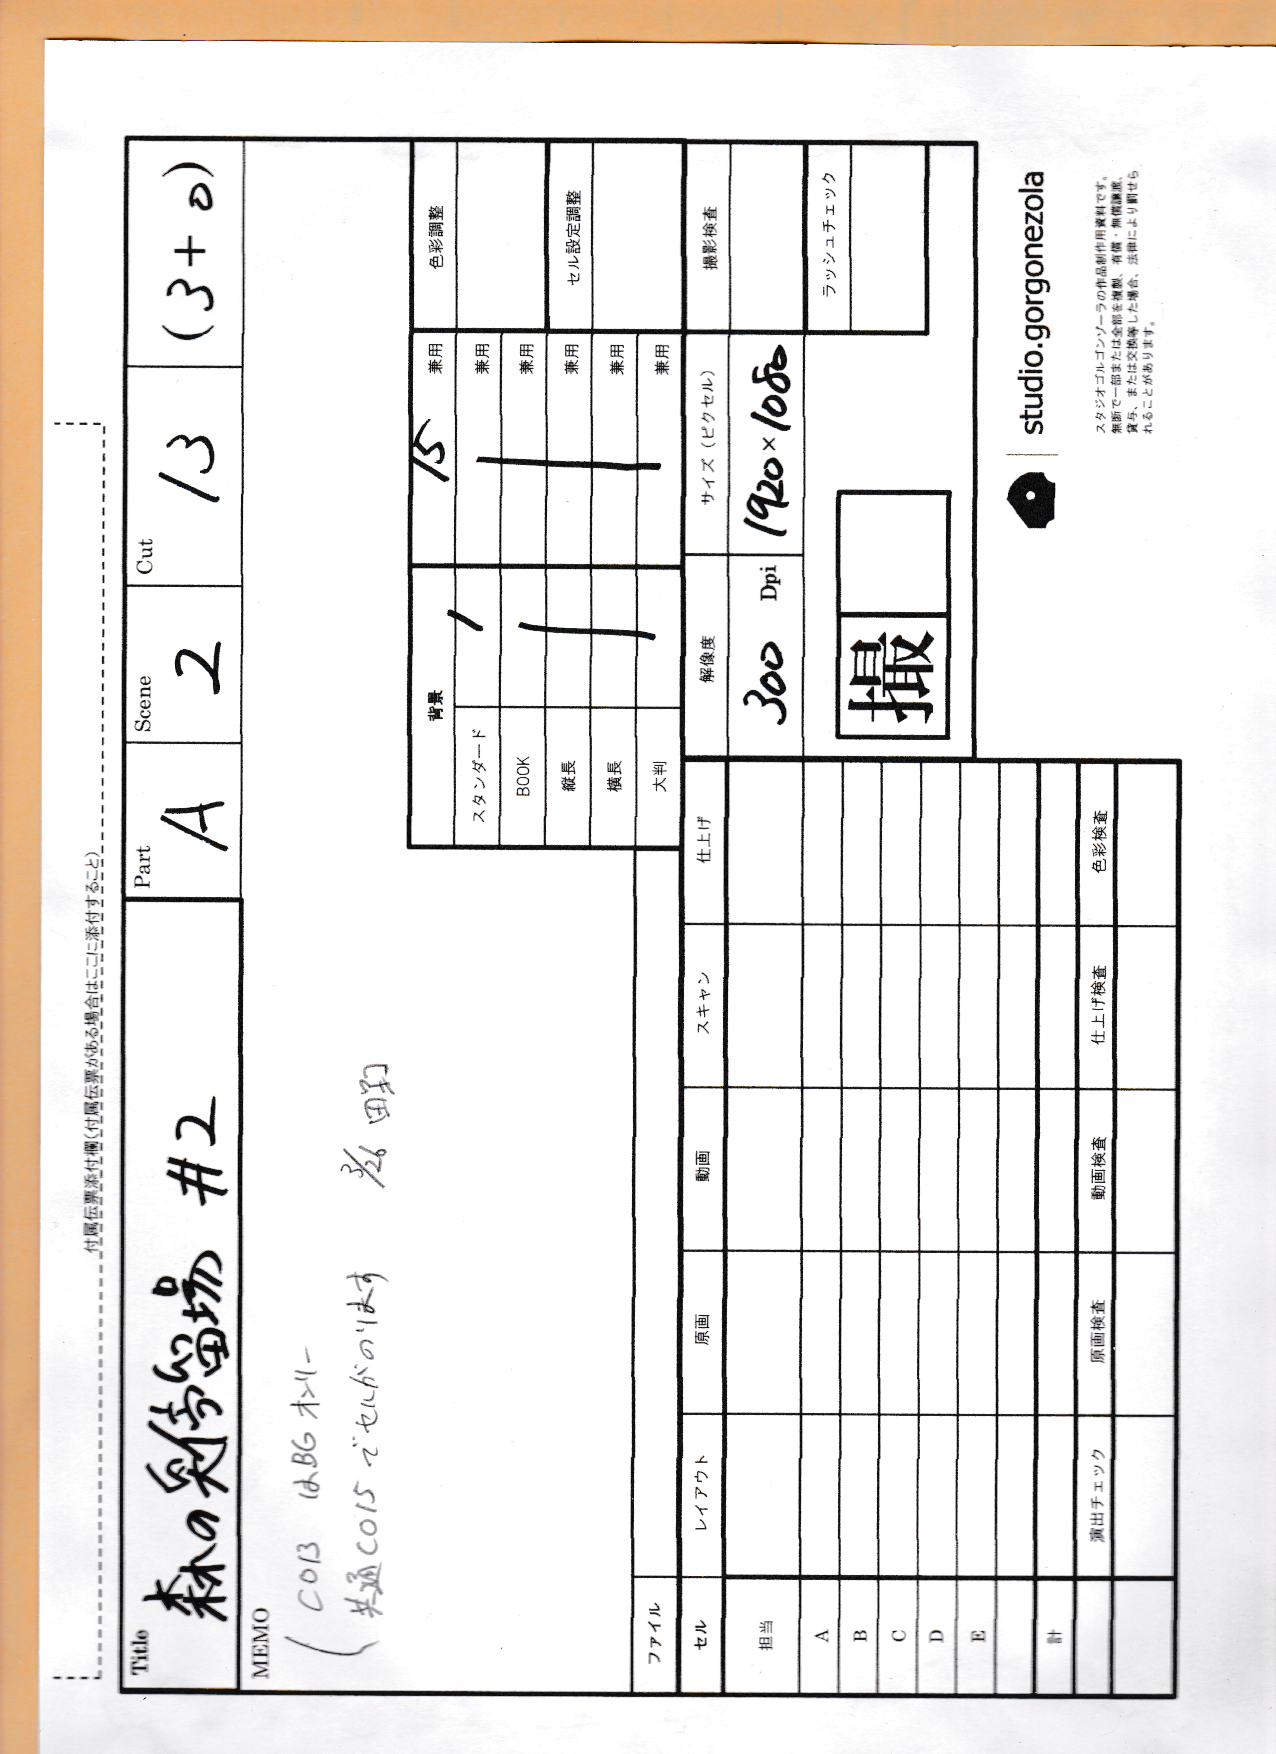 付属伝票添付欄(付属伝票がある場合はここに添付すること)
Title 森の停留場 #2
Part A
Scene 2
Cut 13 (3+0)
MEMO
C013 はBGオンリー
共通C015でセルがのります 3/26
背景 15 兼用
スタンダード 1 兼用
BOOK 兼用
縦長 兼用
横長 兼用
大判 兼用
色彩調整
セル設定調整
撮影検査
ラッシュチェック
解像度 サイズ(ピクセル)
300 Dpi 1920×1080
撮
ファイル
セル レイアウト 原画 動画 スキャン 仕上げ
担当
A
B
C
D
E
計
演出チェック 原画検査 動画検査 仕上げ検査 色彩検査
studio.gorgonezola
スタジオゴルゴンゾーラの作品制作用資料です。
無断で一部または全部を複製、有償・無償譲渡、
貸与、または交換等した場合、法律により罰せら
れることがあります。